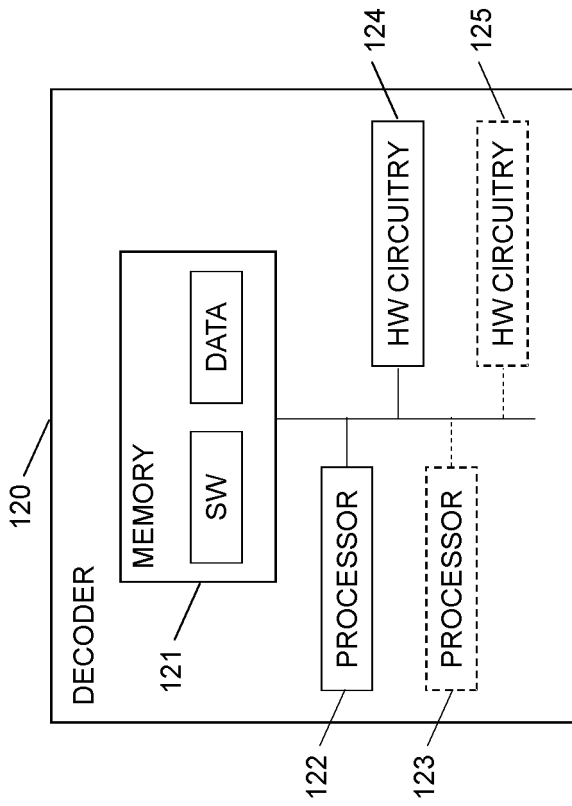 120
DECODER
MEMORY
SW
DATA
121
PROCESSOR
122
HW CIRCUITRY
124
PROCESSOR
123
HW CIRCUITRY
125